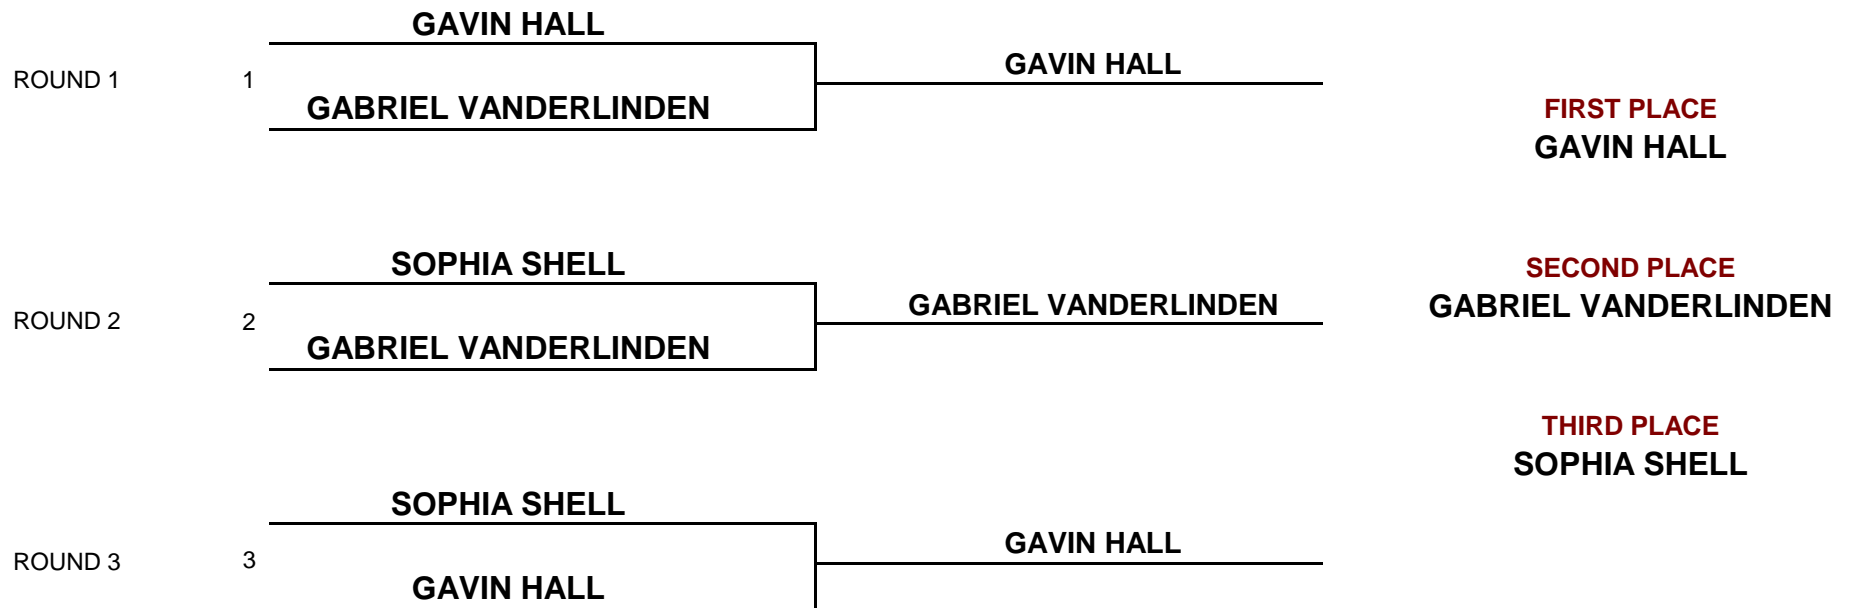 GAVIN HALL
ROUND 1 1 GAVIN HALL
GABRIEL VANDERLINDEN
FIRST PLACE
GAVIN HALL
SOPHIA SHELL
SECOND PLACE
ROUND 2 2 GABRIEL VANDERLINDEN GABRIEL VANDERLINDEN
GABRIEL VANDERLINDEN
THIRD PLACE
SOPHIA SHELL
SOPHIA SHELL
ROUND 3 3 GAVIN HALL
GAVIN HALL